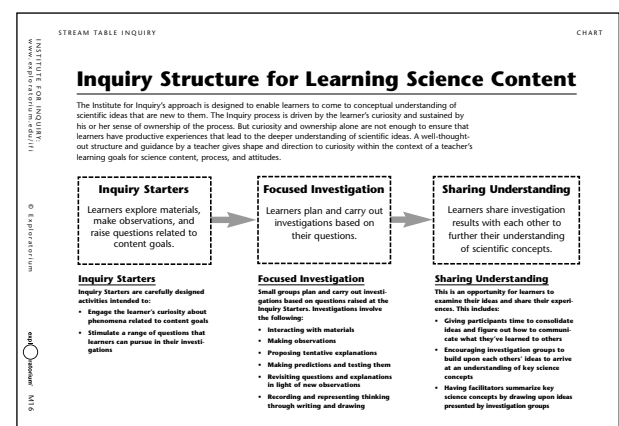 STREAM TABLE INQUIRY
CHART
INSTITUTE FOR INQUIRY:
www.exploratorium.edu/ifi
© Exploratorium
exploratorium
M16
Inquiry Structure for Learning Science Content
The Institute for Inquiry's approach is designed to enable learners to come to conceptual understanding of
scientific ideas that are new to them. The Inquiry process is driven by the learner's curiosity and sustained by
his or her sense of ownership of the process. But curiosity and ownership alone are not enough to ensure that
learners have productive experiences that lead to the deeper understanding of scientific ideas. A well-thought-
out structure and guidance by a teacher gives shape and direction to curiosity within the context of a teacher's
learning goals for science content, process, and attitudes.
Inquiry Starters
Learners explore materials,
make observations, and
raise questions related to
content goals.
Focused Investigation
Learners plan and carry out
investigations based on
their questions.
Sharing Understanding
Learners share investigation
results with each other to
further their understanding
of scientific concepts.
Inquiry Starters
Inquiry Starters are carefully designed
activities intended to:
• Engage the learner's curiosity about
phenomena related to content goals
• Stimulate a range of questions that
learners can pursue in their investi-
gations
Focused Investigation
Small groups plan and carry out investi-
gations based on questions raised at the
Inquiry Starters. Investigations involve
the following:
• Interacting with materials
• Making observations
• Proposing tentative explanations
• Making predictions and testing them
• Revisiting questions and explanations
in light of new observations
• Recording and representing thinking
through writing and drawing
Sharing Understanding
This is an opportunity for learners to
examine their ideas and share their experi-
ences. This includes:
• Giving participants time to consolidate
ideas and figure out how to communi-
cate what they've learned to others
• Encouraging investigation groups to
build upon each others' ideas to arrive
at an understanding of key science
concepts
• Having facilitators summarize key
science concepts by drawing upon ideas
presented by investigation groups